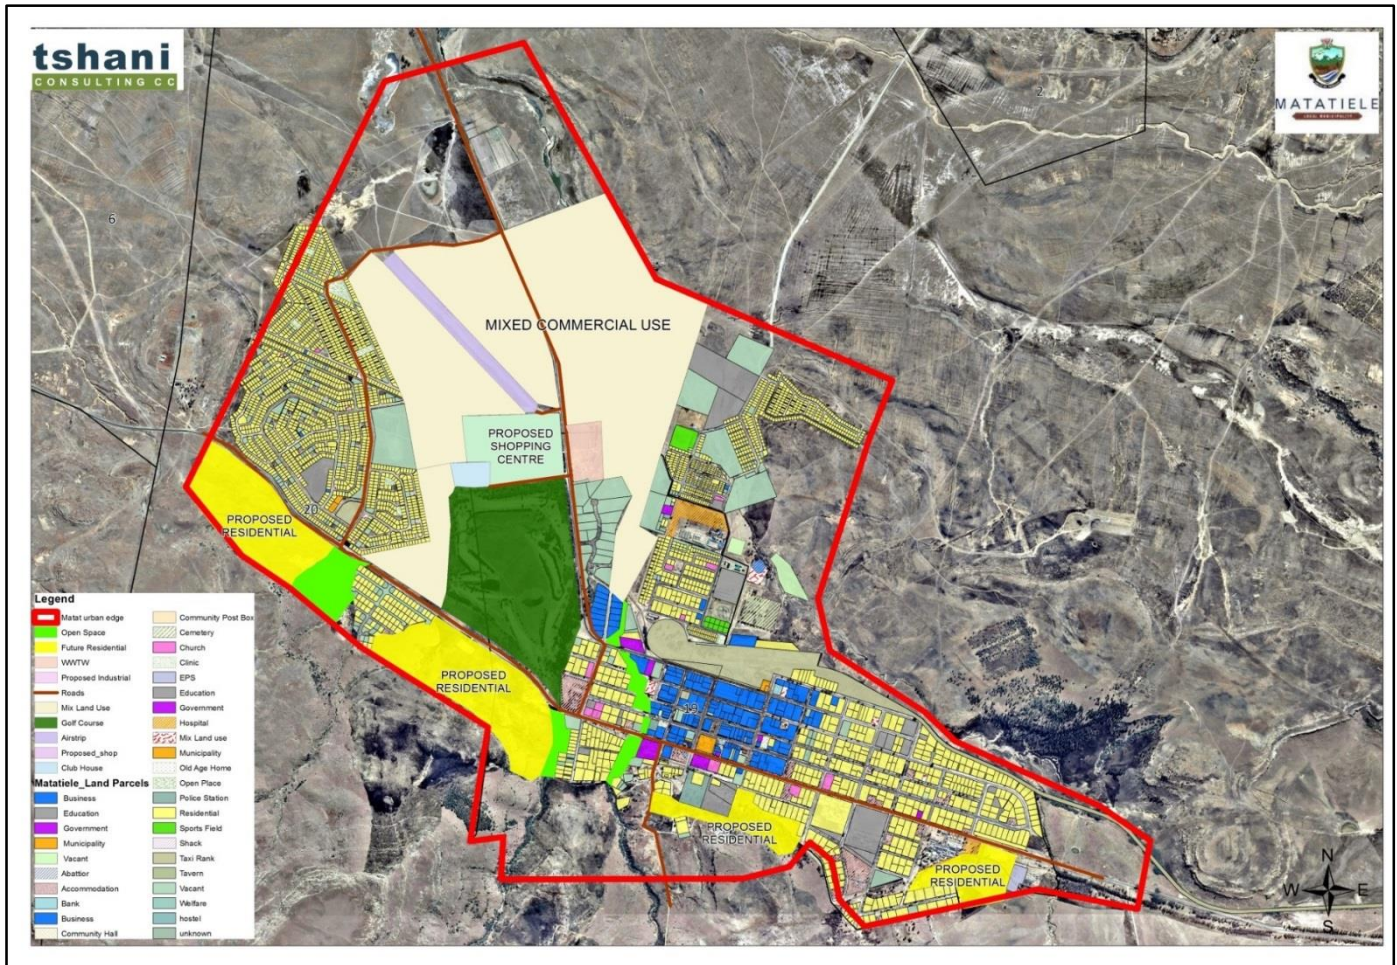 tshani
CONSULTING CC
MATATIELE
LOCAL MUNICIPALITY
2
6
MIXED COMMERCIAL USE
PROPOSED
SHOPPING
CENTRE
20
PROPOSED
RESIDENTIAL
PROPOSED
RESIDENTIAL
19
PROPOSED
RESIDENTIAL
PROPOSED
RESIDENTIAL
Legend
Matat urban edge
Open Space
Future Residential
WWTW
Proposed Industrial
Roads
Mix Land Use
Golf Course
Airstrip
Proposed_shop
Club House
Matatiele_Land Parcels
Business
Education
Government
Municipality
Vacant
Abattoir
Accommodation
Bank
Business
Community Hall
Community Post Box
Cemetery
Church
Clinic
EPS
Education
Government
Hospital
Mix Land use
Municipality
Old Age Home
Open Place
Police Station
Residential
Sports Field
Shack
Taxi Rank
Tavern
Vacant
Welfare
hostel
unknown
N
W E
S